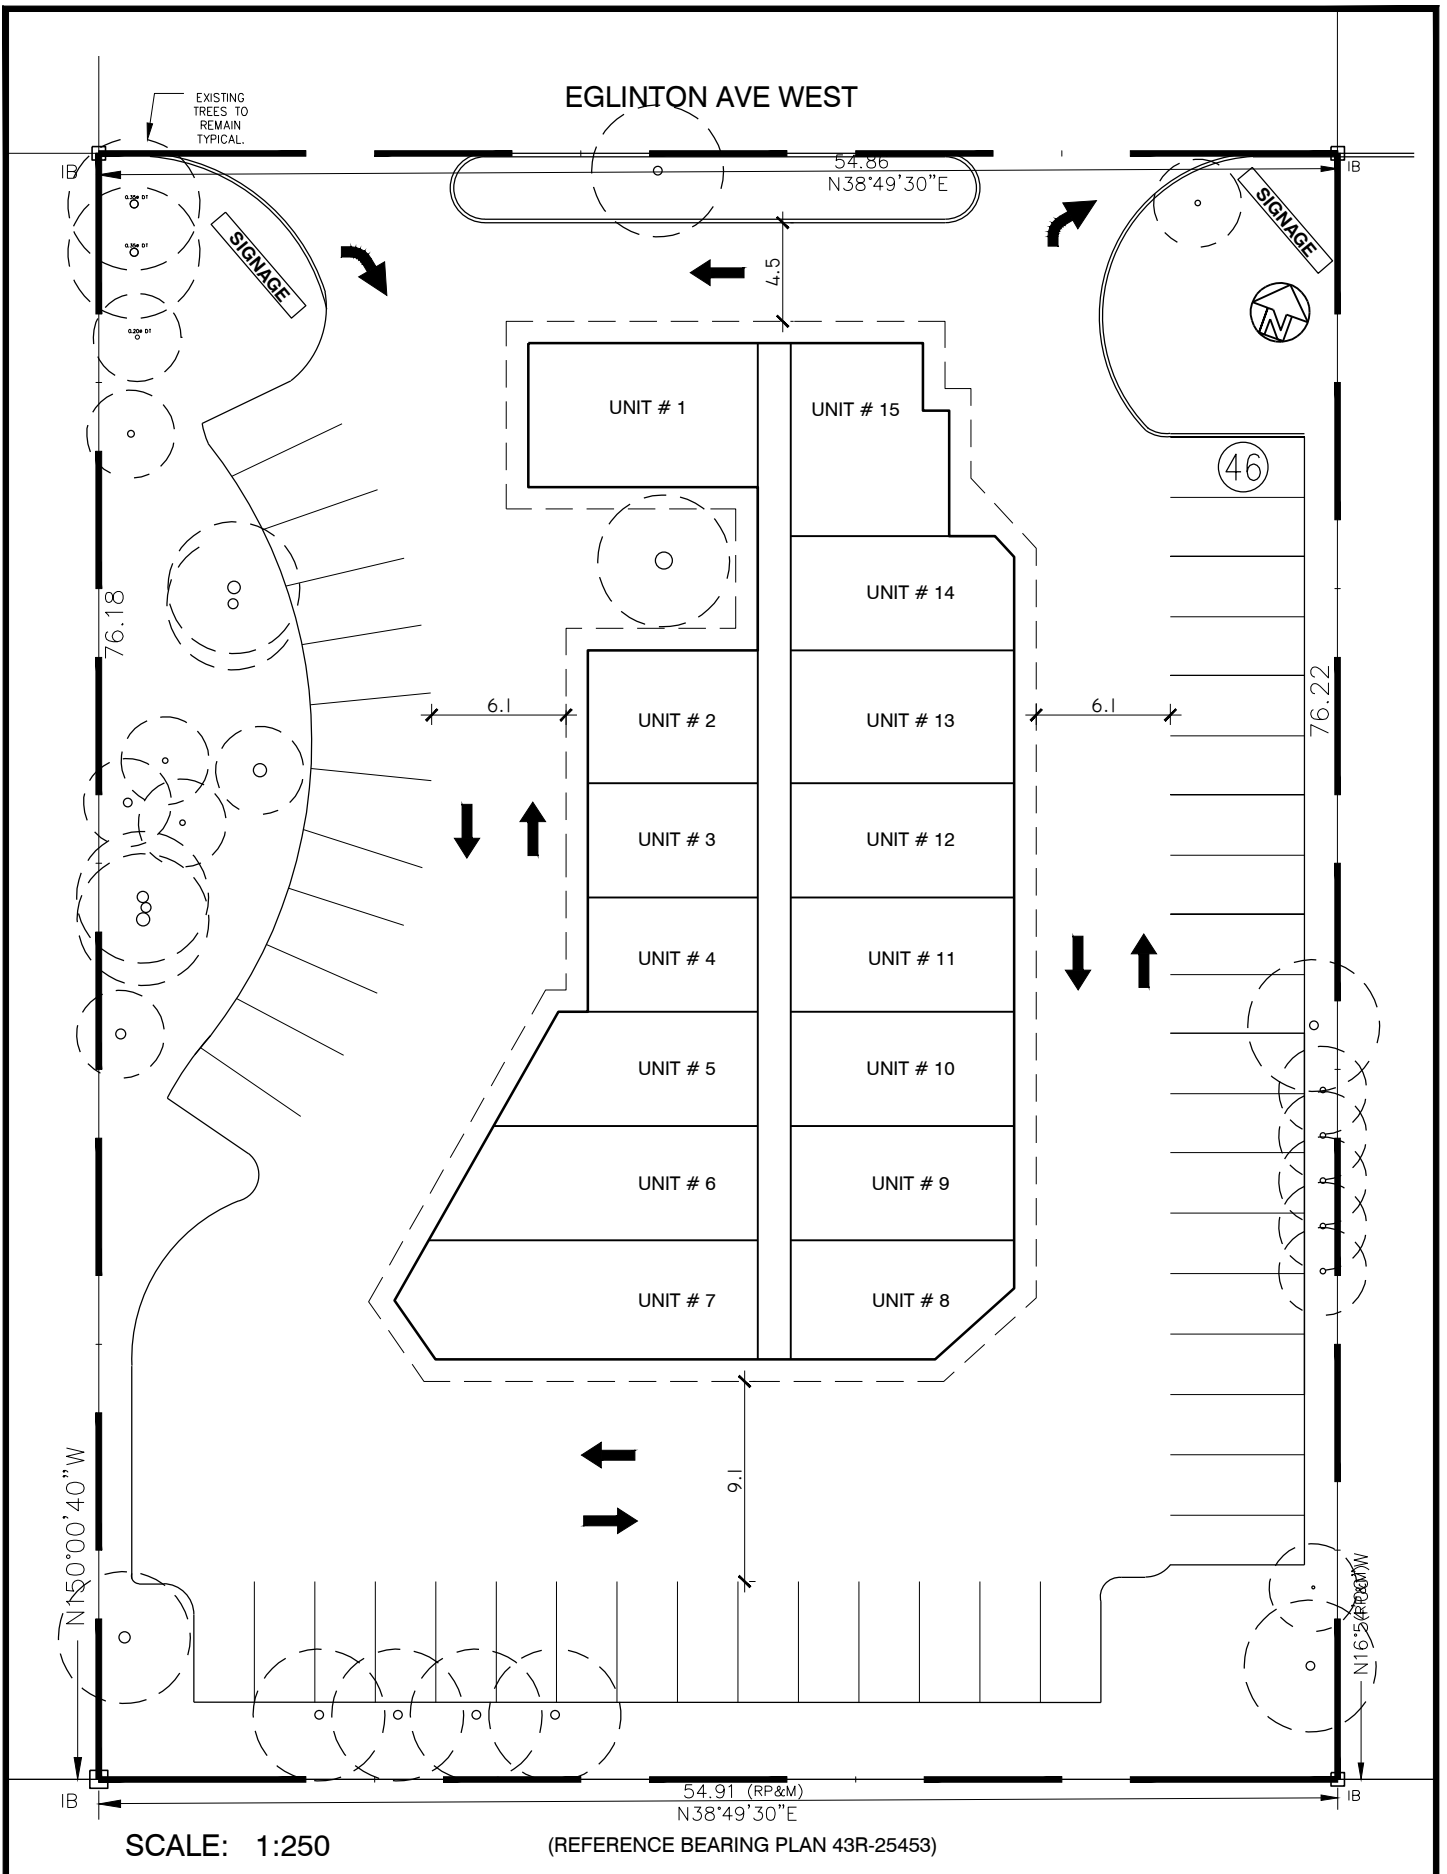 EGLINTON AVE WEST
EXISTING
TREES TO
REMAIN
TYPICAL.
54.86
N38°49'30"E
IB
IB
SIGNAGE
SIGNAGE
4.5
N
UNIT # 1
UNIT # 15
46
UNIT # 14
76.18
76.22
6.1
6.1
UNIT # 2
UNIT # 13
UNIT # 3
UNIT # 12
UNIT # 4
UNIT # 11
UNIT # 5
UNIT # 10
UNIT # 6
UNIT # 9
UNIT # 7
UNIT # 8
9.1
N150°00'40"W
54.91 (RP&M)
N38°49'30"E
IB
IB
SCALE: 1:250
(REFERENCE BEARING PLAN 43R-25453)